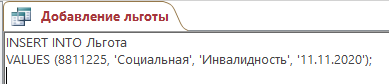 Добавление льготы
INSERT INTO Льгота
VALUES (8811225, 'Социальная', 'Инвалидность', '11.11.2020');